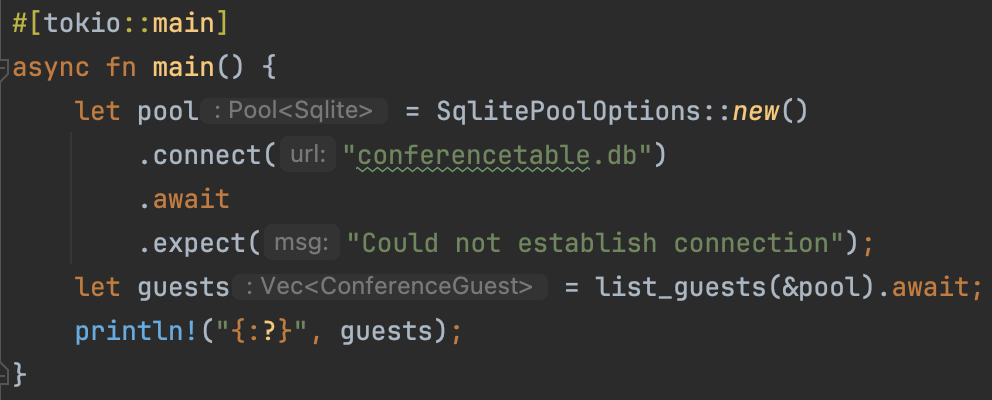 #[tokio::main]
async fn main() {
    let pool : Pool<Sqlite> = SqlitePoolOptions::new()
        .connect( url: "conferencetable.db")
        .await
        .expect( msg: "Could not establish connection");
    let guests : Vec<ConferenceGuest> = list_guests(&pool).await;
    println!("{:?}", guests);
}